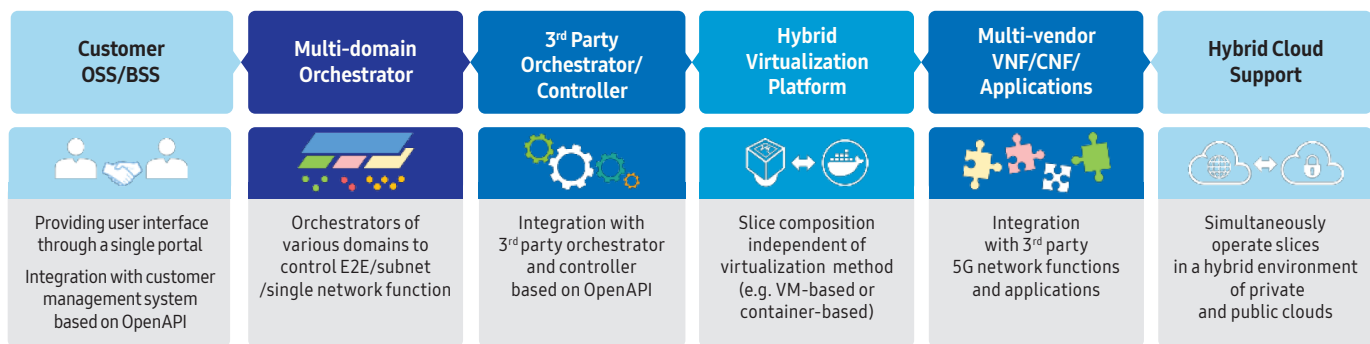 Customer
OSS/BSS
Multi-domain
Orchestrator
3rd Party
Orchestrator/
Controller
Hybrid
Virtualization
Platform
Multi-vendor
VNF/CNF/
Applications
Hybrid Cloud
Support
Providing user interface
through a single portal
Integration with customer
management system
based on OpenAPI
Orchestrators of
various domains to
control E2E/subnet
/single network function
Integration with
3rd party orchestrator
and controller
based on OpenAPI
Slice composition
independent of
virtualization method
(e.g. VM-based or
container-based)
Integration
with 3rd party
5G network functions
and applications
Simultaneously
operate slices
in a hybrid environment
of private
and public clouds